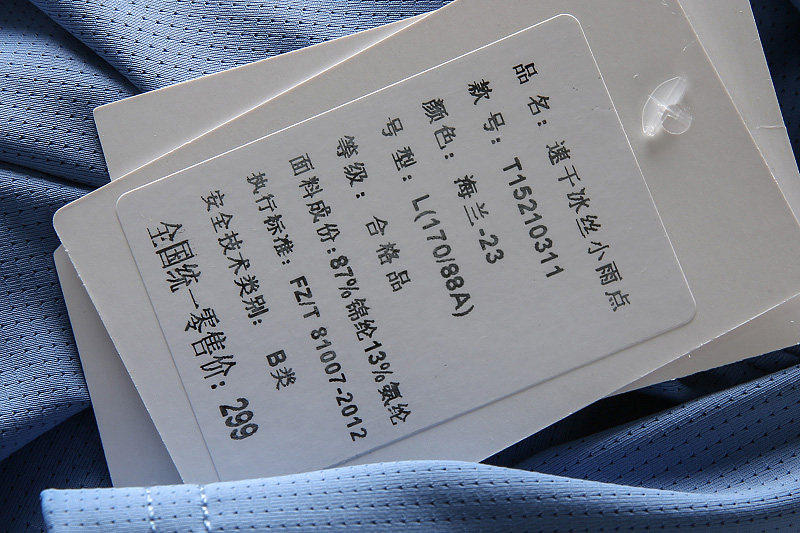 品 名：速干冰丝小雨点
款 号：T15210311
颜色：海兰-23
号型：L(170/88A)
等级：合格品
面料成份：87%锦纶13%氨纶
执行标准：FZ/T 81007-2012
安全技术类别：B类
全国统一零售价：299